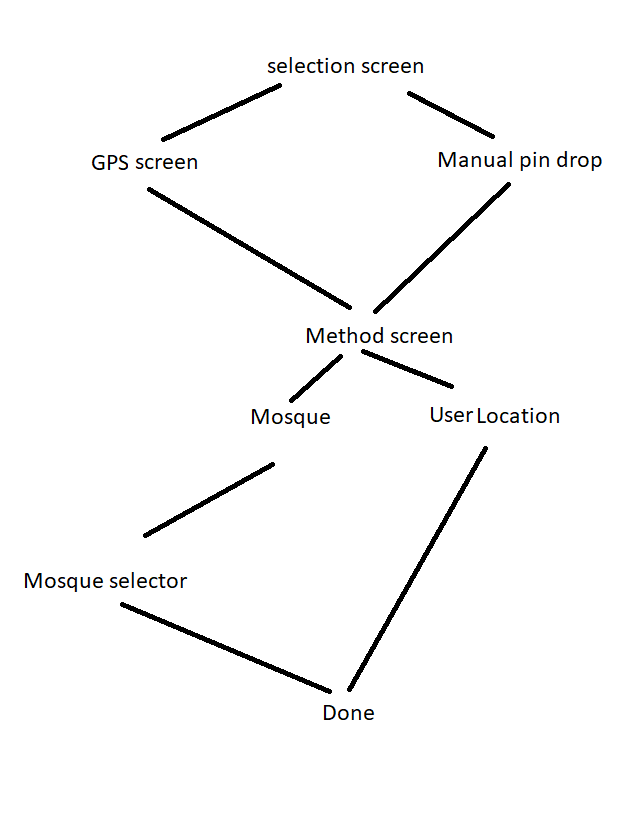 selection screen
GPS screen
Manual pin drop
Method screen
Mosque
User Location
Mosque selector
Done